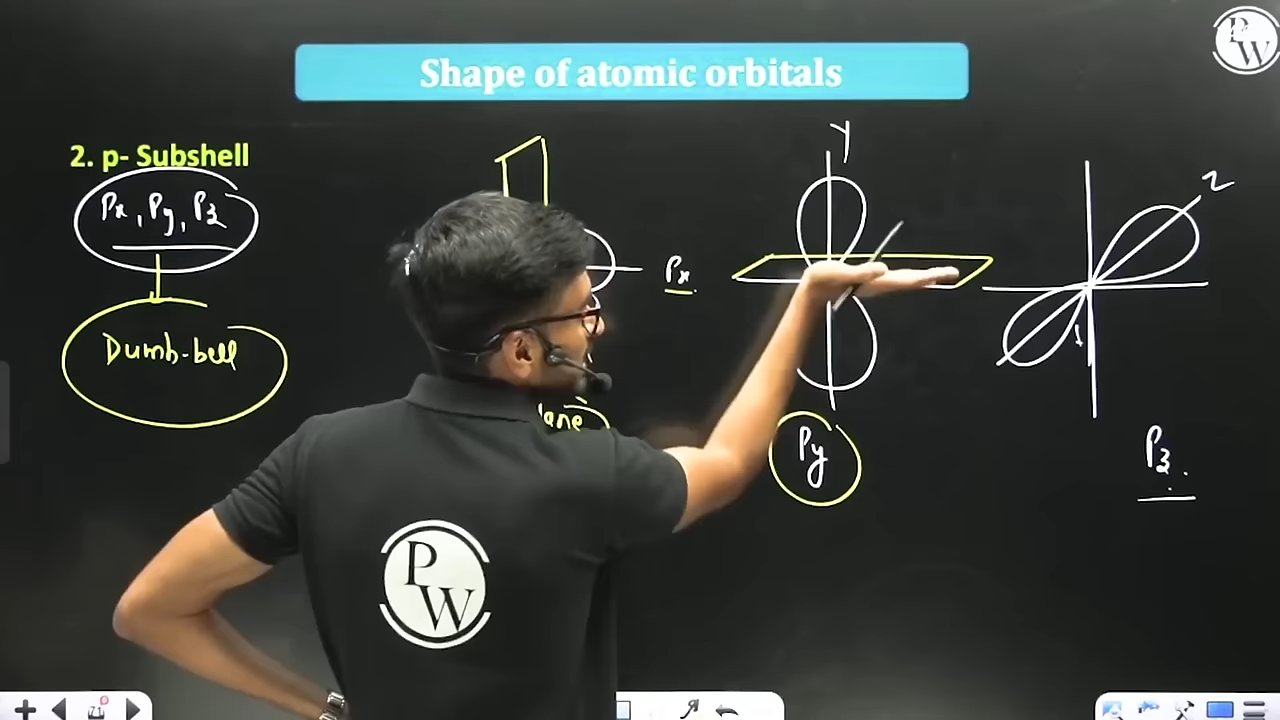 Shape of atomic orbitals
PW
2. p- Subshell
Px, Py, Pz
Dumb-bell
Px
Y
Z
Py
Pz
PW